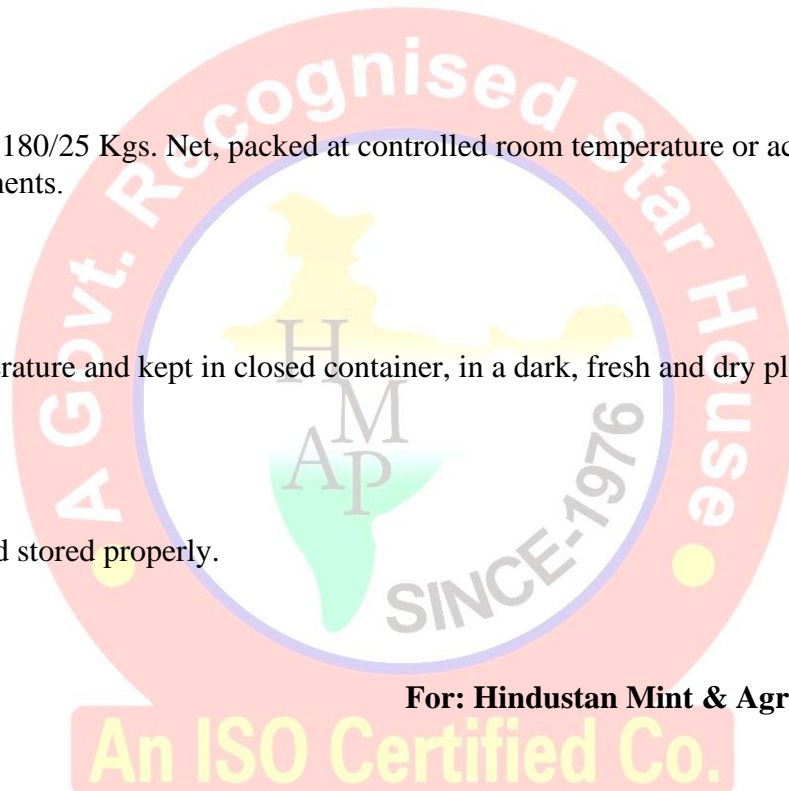 A Govt. Recognised Star House
180/25 Kgs. Net, packed at controlled room temperature or ac
nents.
H
erature and kept in closed container, in a dark, fresh and dry pl
M
AP
SINCE-1976
d stored properly.
For: Hindustan Mint & Agr
An ISO Certified Co.